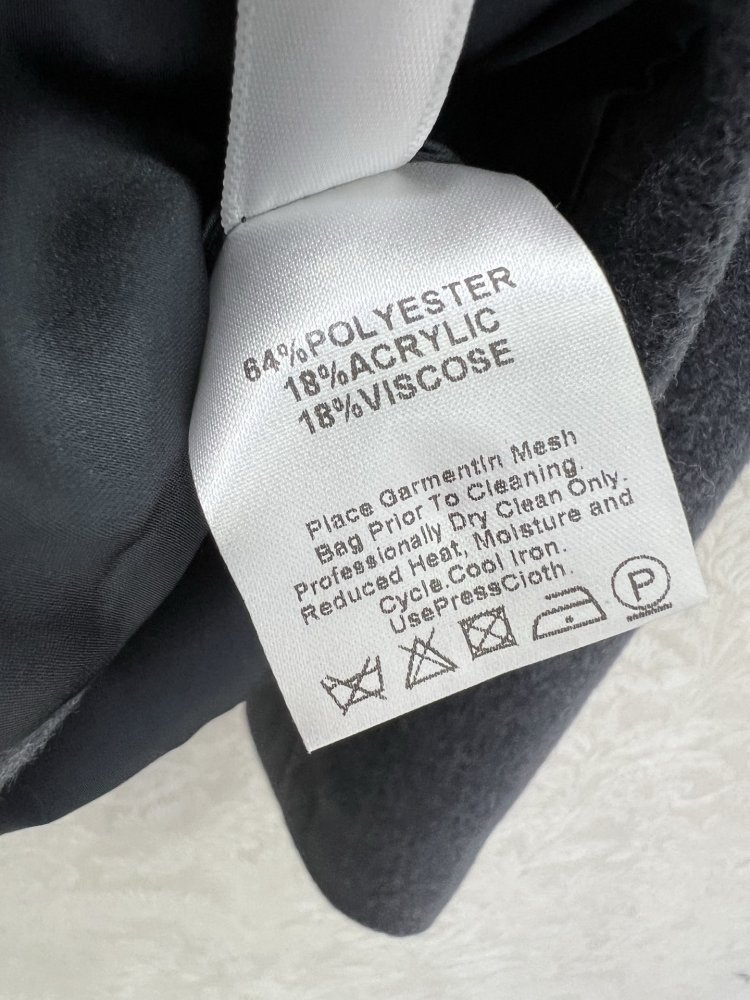 64%POLYESTER
18%ACRYLIC
18%VISCOSE
Place GarmentIn Mesh
Bag Prior To Cleaning.
Professionally Dry Clean Only.
Reduced Heat, Moisture and
Cycle.Cool Iron.
UsePressCloth.
P